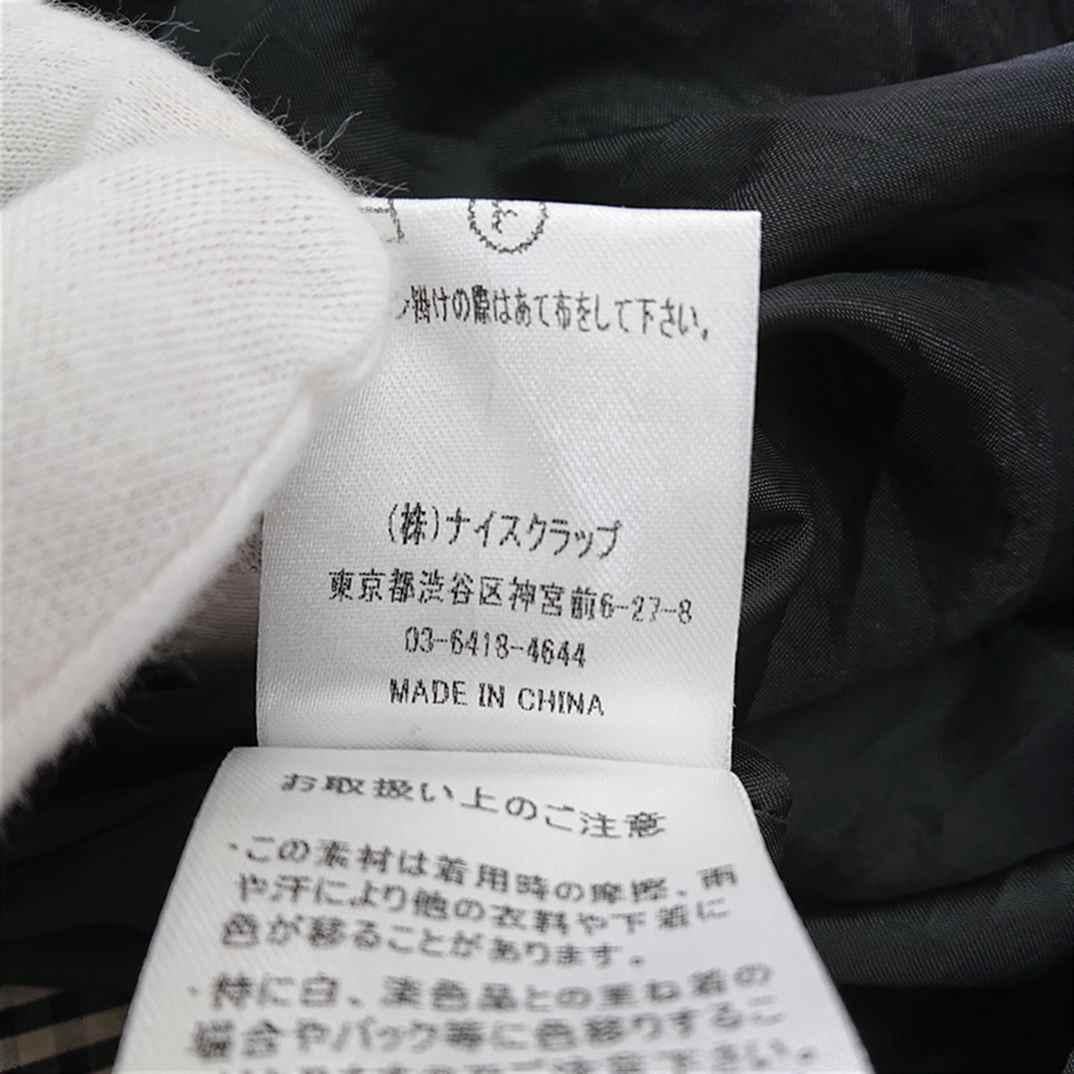 掛けの際はあて布をして下さい。
(株)ナイスクラップ
東京都渋谷区神宮前6-27-8
03-6418-4644
MADE IN CHINA
お取扱い上のご注意
・この素材は着用時の摩擦、雨
や汗により他の衣料や下着に
色が移ることがあります。
・特に白、淡色品との重ね着の
場合やバック等に色移りするこ